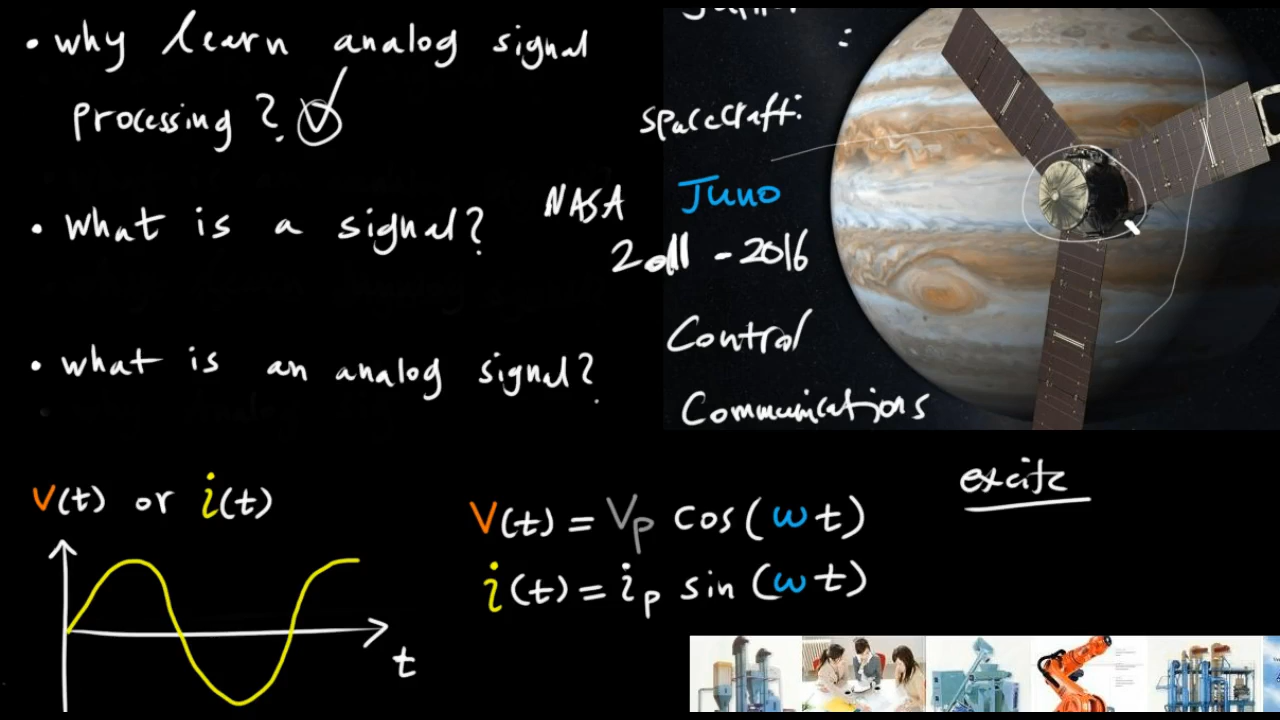 • why learn analog signal
processing?
• What is a signal?
• what is an analog signal?
:
spacecraft:
NASA Juno
2011 - 2016
Control
Communications
v(t) or i(t)
t
excite
V(t) = Vp cos(ωt)
i(t) = ip sin(ωt)